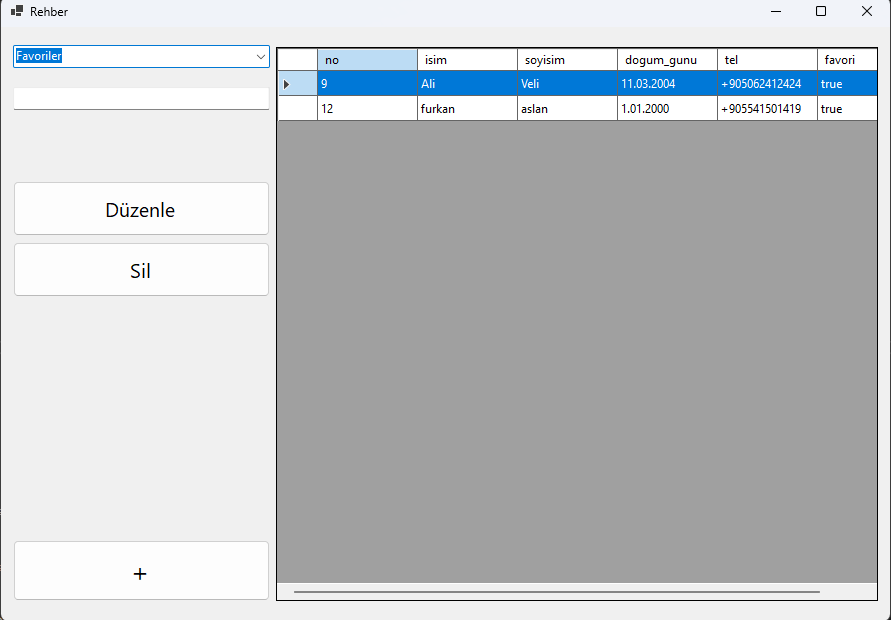 Rehber
Favoriler
Düzenle
Sil
+
no isim soyisim dogum_gunu tel favori
9 Ali Veli 11.03.2004 +905062412424 true
12 furkan aslan 1.01.2000 +905541501419 true